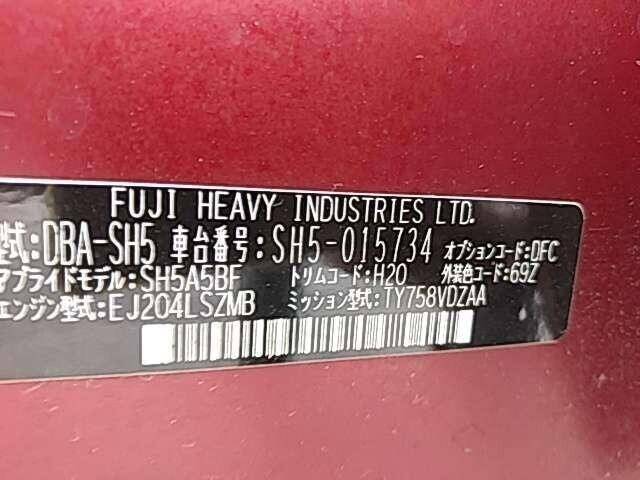 FUJI HEAVY INDUSTRIES LTD.
型式:DBA-SH5 車台番号:SH5-015734 オプションコード:DFC
アプライドモデル:SH5A5BF トリムコード:H20 外装色コード:69Z
エンジン型式:EJ204LSZMB ミッション型式:TY758VDZAA